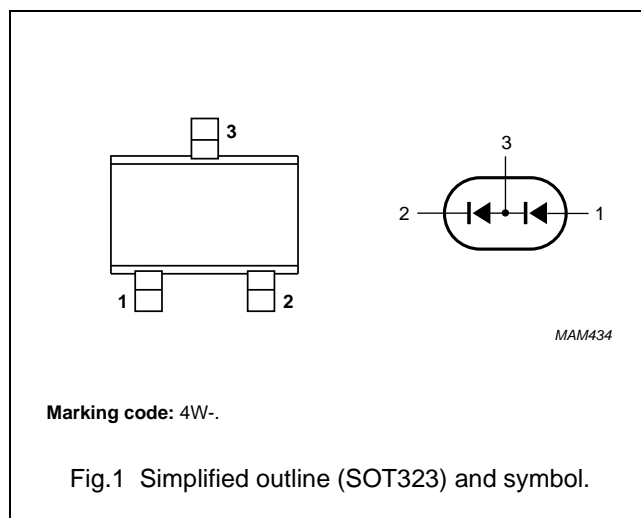 3
1
2
3
2
1
MAM434
Marking code: 4W-.
Fig.1 Simplified outline (SOT323) and symbol.